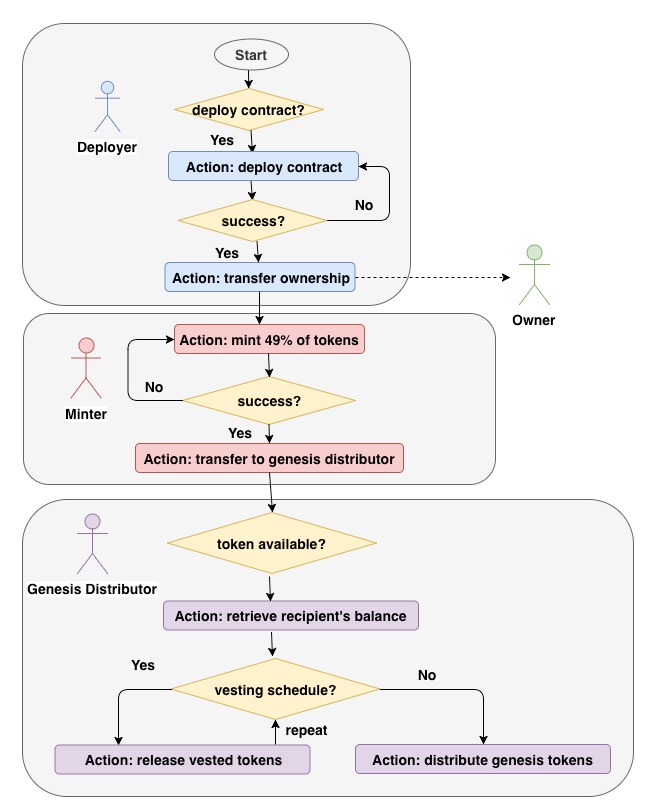 Start
deploy contract?
Deployer
Yes
Action: deploy contract
No
success?
Yes
Action: transfer ownership
Owner
Action: mint 49% of tokens
Minter
No
success?
Yes
Action: transfer to genesis distributor
token available?
Genesis Distributor
Action: retrieve recipient's balance
Yes
No
vesting schedule?
repeat
Action: release vested tokens
Action: distribute genesis tokens